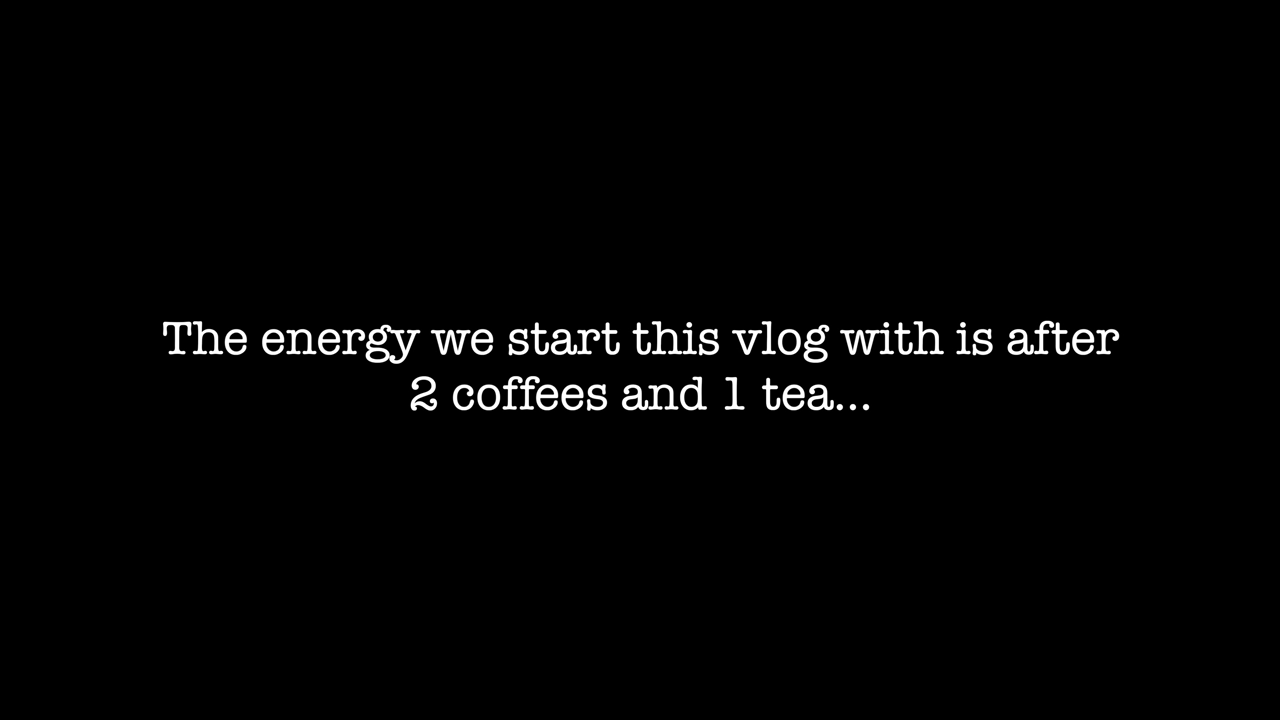 The energy we start this vlog with is after
2 coffees and 1 tea...